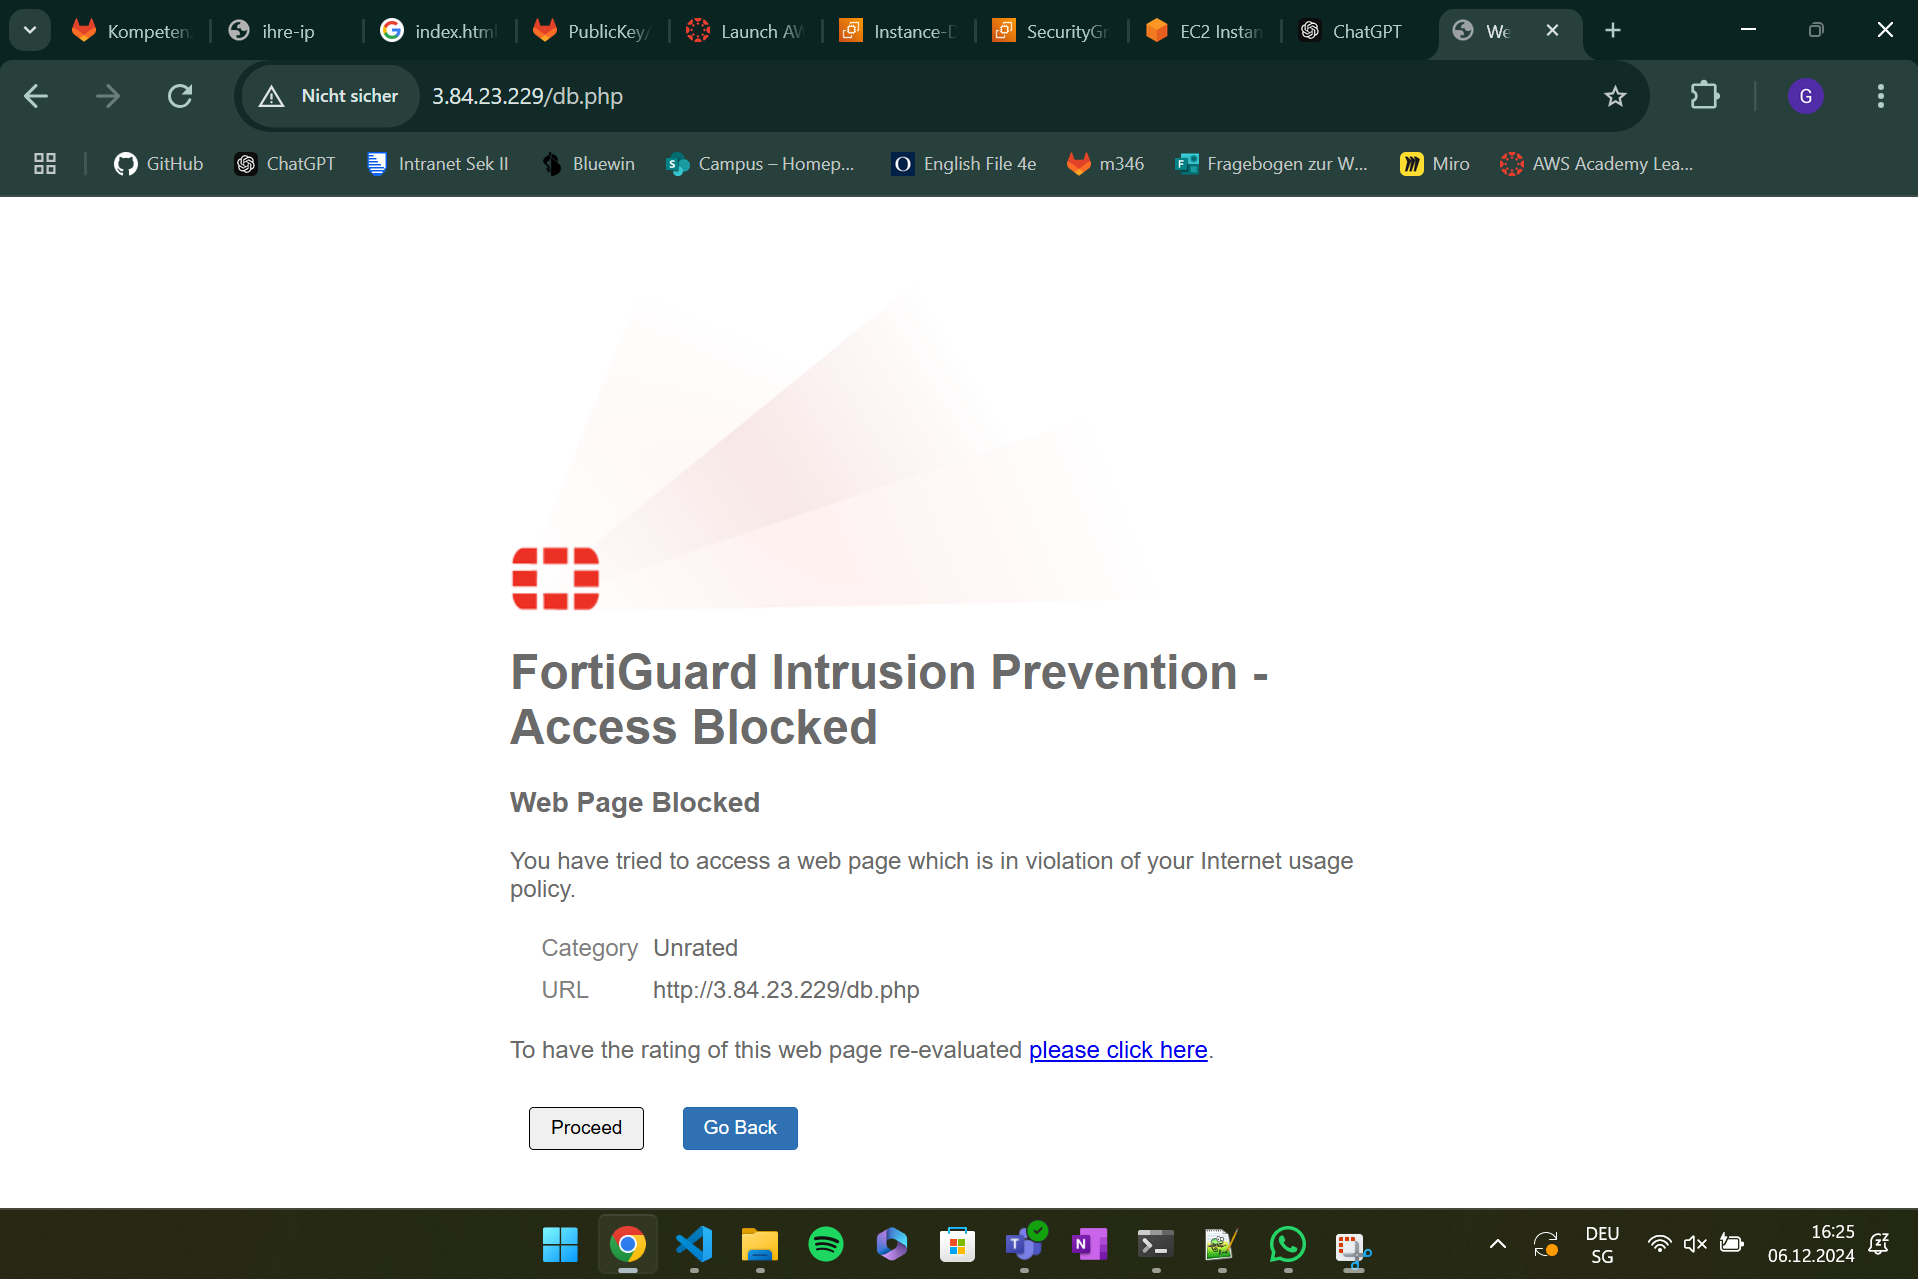 Kompeten
ihre-ip
index.html
PublicKey/
Launch AW
Instance-D
SecurityGr
EC2 Instan
ChatGPT
We
Nicht sicher
3.84.23.229/db.php
G
GitHub
ChatGPT
Intranet Sek II
Bluewin
Campus – Homep...
English File 4e
m346
Fragebogen zur W...
Miro
AWS Academy Lea...
FortiGuard Intrusion Prevention -
Access Blocked
Web Page Blocked
You have tried to access a web page which is in violation of your Internet usage
policy.
Category Unrated
URL http://3.84.23.229/db.php
To have the rating of this web page re-evaluated please click here.
Proceed
Go Back
DEU
SG
16:25
06.12.2024